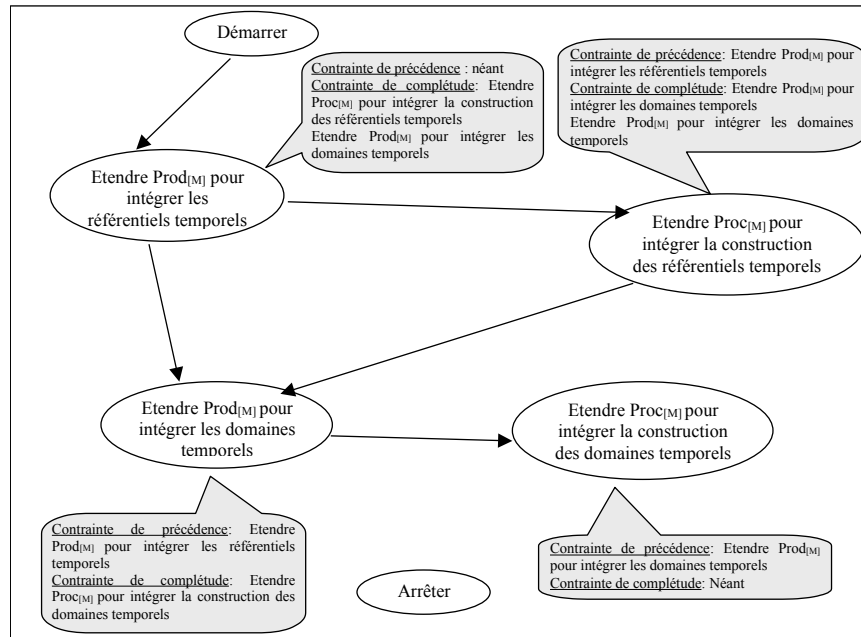 Démarrer
Contrainte de précédence : néant
Contrainte de complétude: Etendre
Proc[M] pour intégrer la construction
des référentiels temporels
Etendre Prod[M] pour intégrer les
domaines temporels
Contrainte de précédence: Etendre Prod[M] pour
intégrer les référentiels temporels
Contrainte de complétude: Etendre Prod[M] pour
intégrer les domaines temporels
Etendre Prod[M] pour intégrer les domaines
temporels
Etendre Prod[M] pour
intégrer les
référentiels temporels
Etendre Proc[M] pour
intégrer la construction
des référentiels temporels
Etendre Prod[M] pour
intégrer les domaines
temporels
Etendre Proc[M] pour
intégrer la construction
des domaines temporels
Contrainte de précédence: Etendre
Prod[M] pour intégrer les référentiels
temporels
Contrainte de complétude: Etendre
Proc[M] pour intégrer la construction des
domaines temporels
Contrainte de précédence: Etendre Prod[M]
pour intégrer les domaines temporels
Contrainte de complétude: Néant
Arrêter